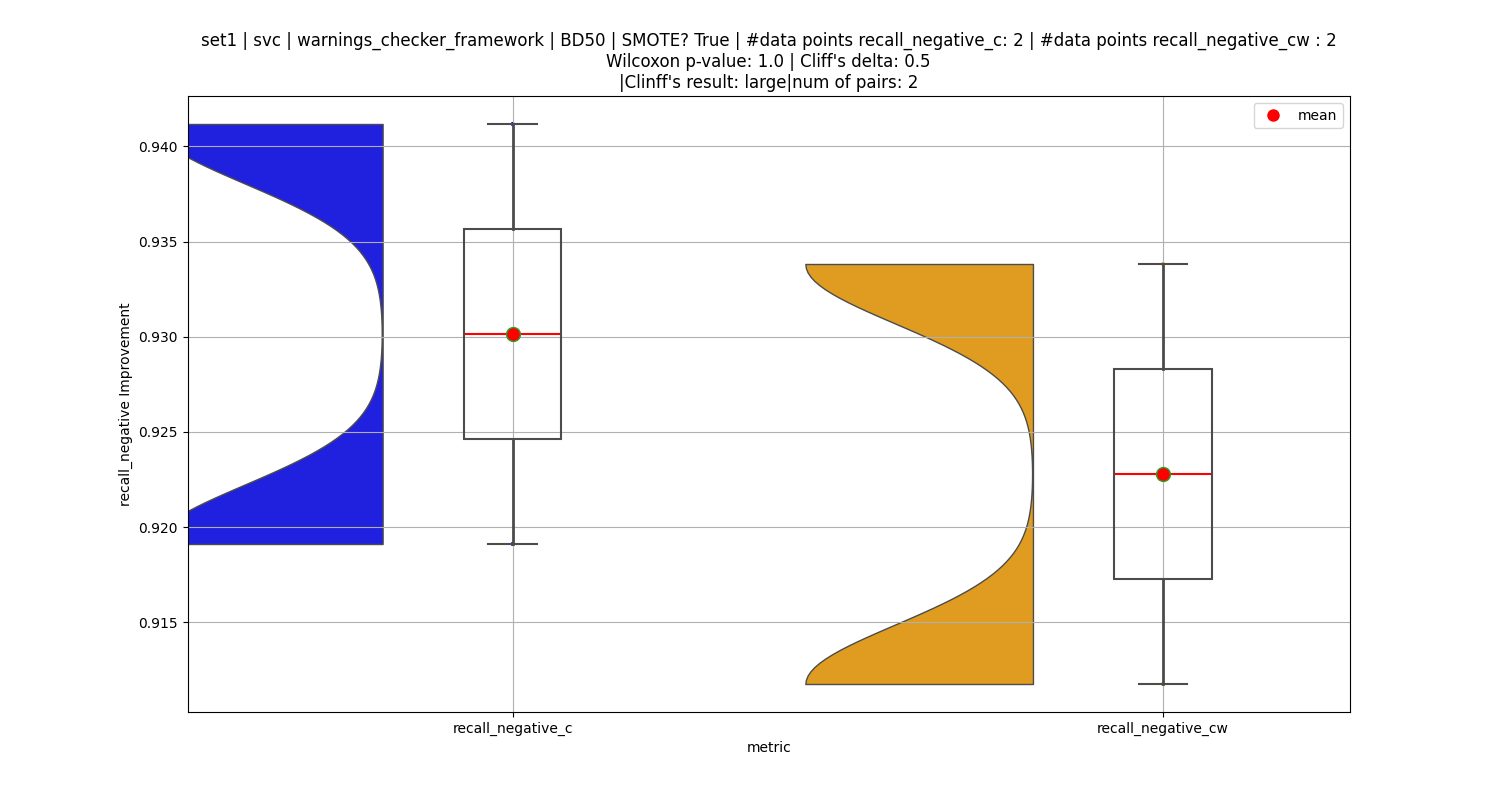 set1 | svc | warnings_checker_framework | BD50 | SMOTE? True | #data points recall_negative_c: 2 | #data points recall_negative_cw : 2
Wilcoxon p-value: 1.0 | Cliff's delta: 0.5
|Clinff's result: large|num of pairs: 2
mean
0.940
0.935
0.930
0.925
0.920
0.915
recall_negative Improvement
recall_negative_c
recall_negative_cw
metric